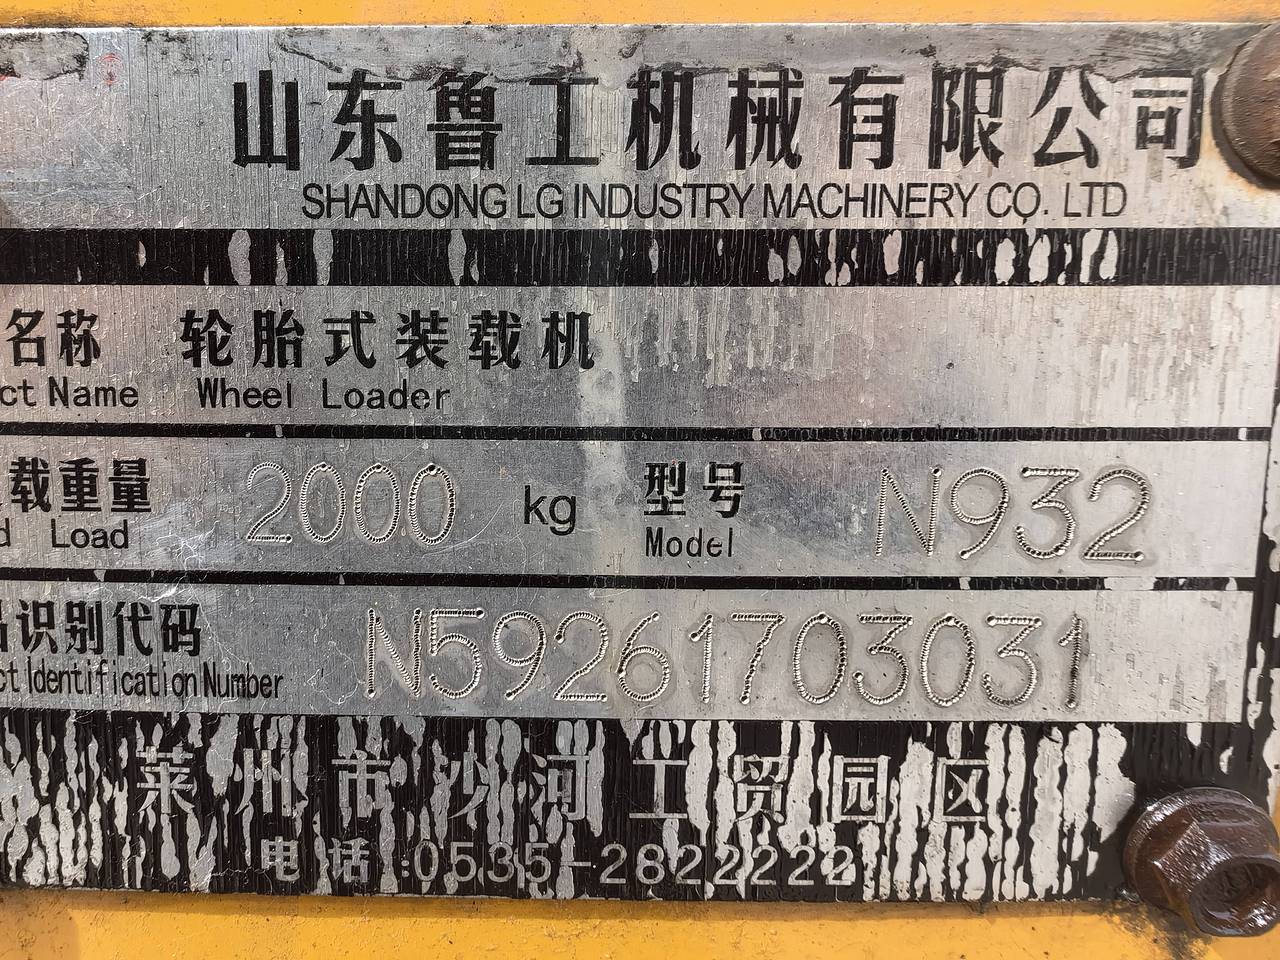 山东鲁工机械有限公司
SHANDONG LG INDUSTRY MACHINERY CO. LTD
名称 轮胎式装载机
ct Name Wheel Loader
载重量 2000 kg 型号 N932
d Load Model
品识别代码 N59261703031
ct Identification Number
莱州市沙河工贸园区
电话:0535-2822222